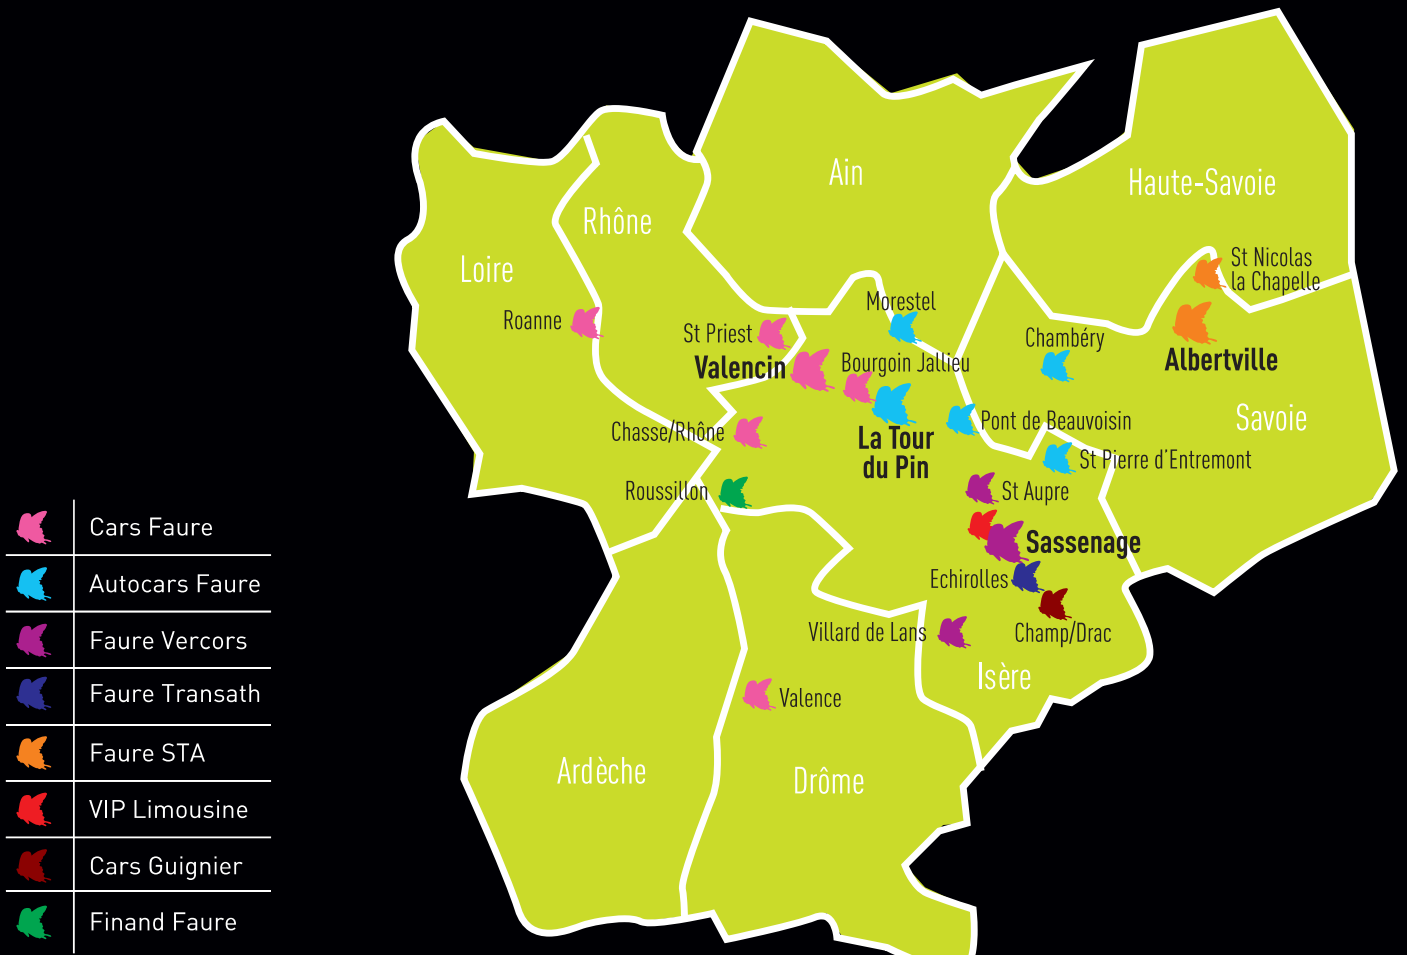 Ain
Haute-Savoie
Rhône
Loire
St Nicolas
la Chapelle
Morestel
Roanne
St Priest
Chambéry
Valencin
Bourgoin Jallieu
Albertville
Savoie
Pont de Beauvoisin
Chasse/Rhône
La Tour
du Pin
St Pierre d'Entremont
Roussillon
St Aupre
Sassenage
Echirolles
Villard de Lans
Champ/Drac
Isère
Valence
Ardèche
Drôme
Cars Faure
Autocars Faure
Faure Vercors
Faure Transath
Faure STA
VIP Limousine
Cars Guignier
Finand Faure